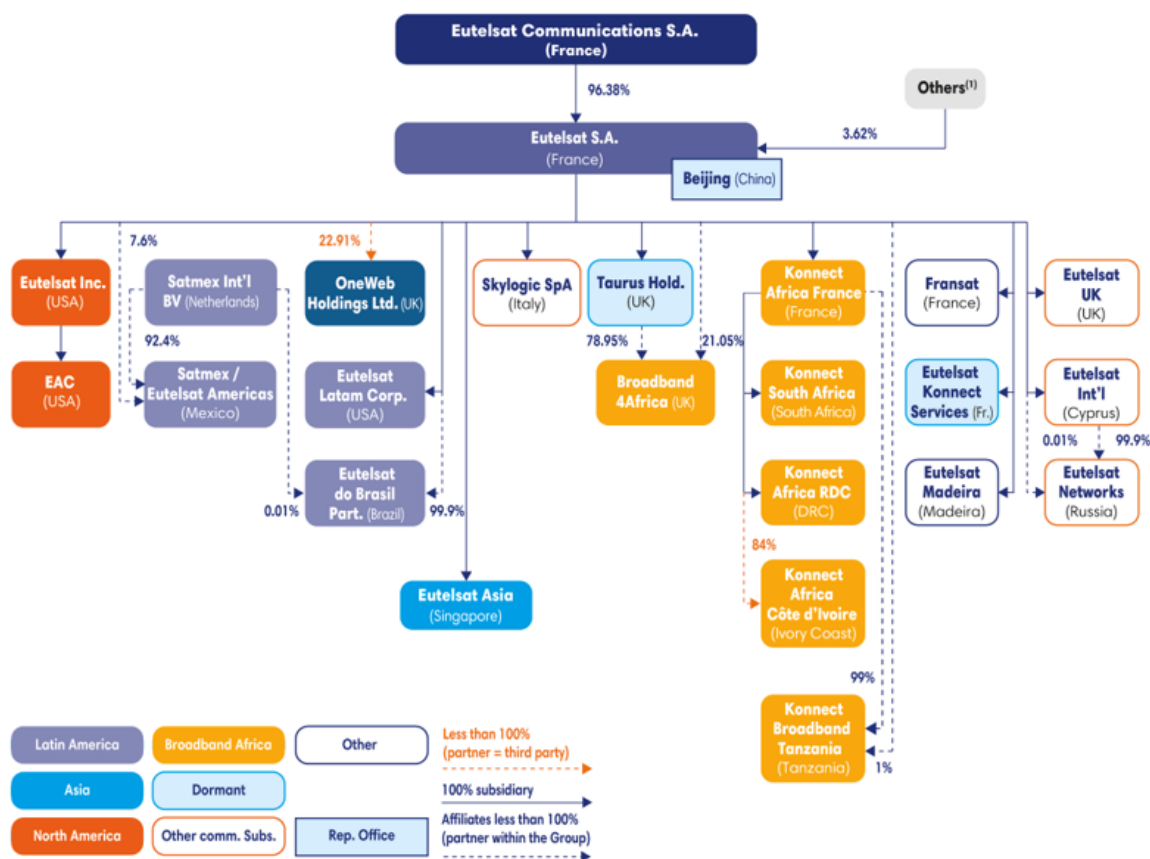 Eutelsat Communications S.A.
(France)
96.38%
Others(1)
3.62%
Eutelsat S.A.
(France)
Beijing (China)
7.6%
22.91%
Eutelsat Inc.
(USA)
Satmex Int'l
BV (Netherlands)
OneWeb
Holdings Ltd. (UK)
Skylogic SpA
(Italy)
Taurus Hold.
(UK)
Konnect
Africa France
(France)
Fransat
(France)
Eutelsat
UK
(UK)
92.4%
78.95%
21.05%
EAC
(USA)
Satmex /
Eutelsat Americas
(Mexico)
Eutelsat
Latam Corp.
(USA)
Broadband
4Africa (UK)
Konnect
South Africa
(South Africa)
Eutelsat
Konnect
Services (Fr.)
Eutelsat
Int'l
(Cyprus)
0.01%
99.9%
Eutelsat
do Brasil
Part. (Brazil)
0.01%
99.9%
Konnect
Africa RDC
(DRC)
Eutelsat
Madeira
(Madeira)
Eutelsat
Networks
(Russia)
84%
Eutelsat Asia
(Singapore)
Konnect
Africa
Côte d'Ivoire
(Ivory Coast)
99%
Konnect
Broadband
Tanzania
(Tanzania)
1%
Latin America
Broadband Africa
Other
Less than 100%
(partner = third party)
Asia
Dormant
100% subsidiary
North America
Other comm. Subs.
Rep. Office
Affiliates less than 100%
(partner within the Group)